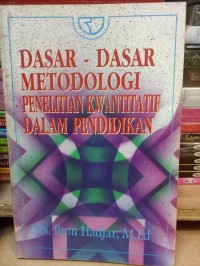 DASAR - DASAR
METODOLOGI
PENELITIAN KWANTITATIF
DALAM PENDIDIKAN
Drs. Ibnu Hadjar, M.Ed